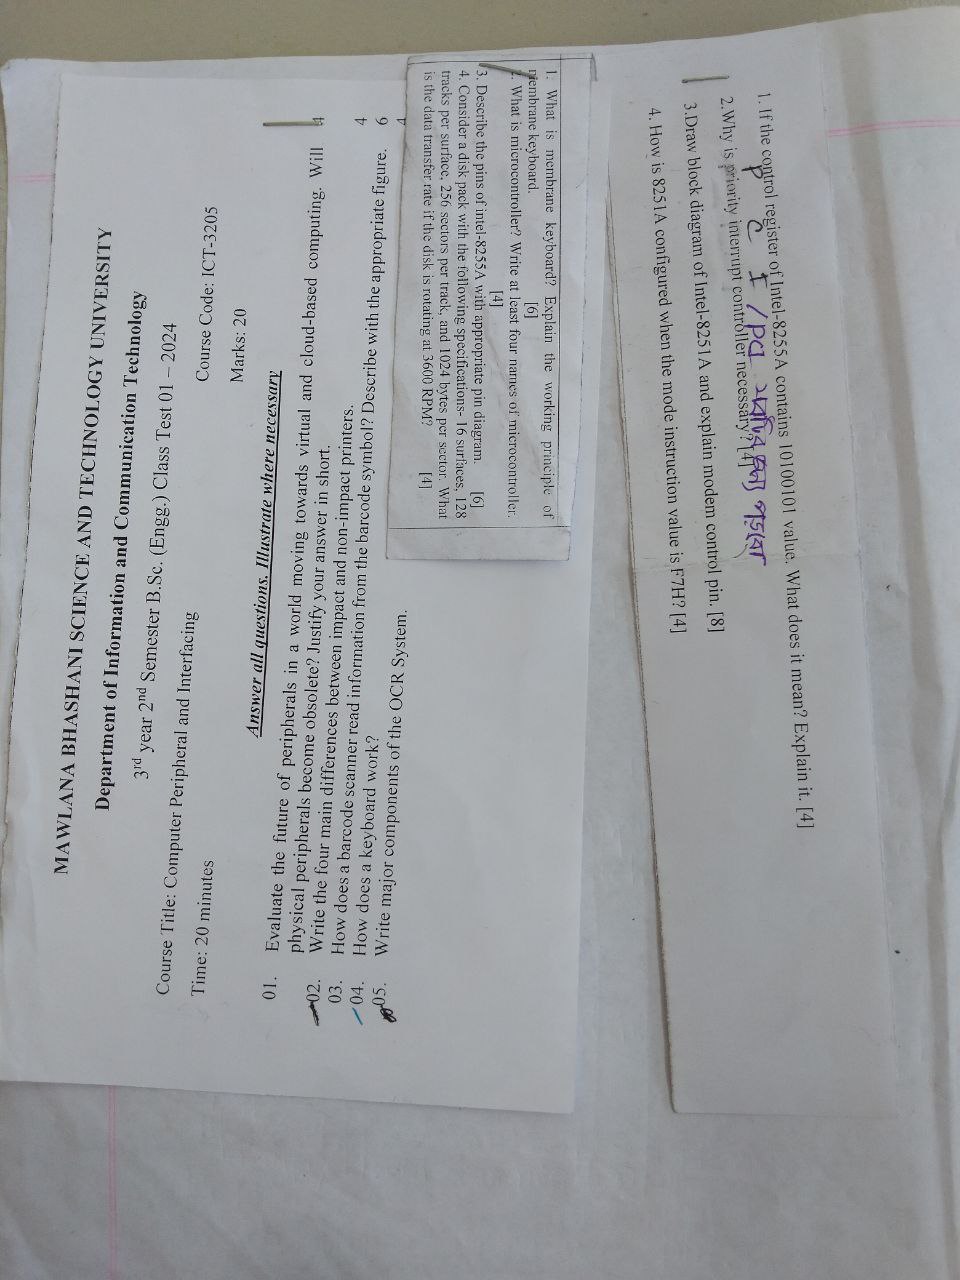 1. If the control register of Intel-8255A contains 10100101 value. What does it mean? Explain it. [4]
P C I /PCI জন্য পড়বো
2.Why is priority interrupt controller necessary? [4]
3.Draw block diagram of Intel-8251A and explain modem control pin. [8]
4. How is 8251A configured when the mode instruction value is F7H? [4]
1. What is membrane keyboard? Explain the working principle of
membrane keyboard. [6]
2. What is microcontroller? Write at least four names of microcontroller.
[4]
3. Describe the pins of intel-8255A with appropriate pin diagram. [6]
4. Consider a disk pack with the following specifications- 16 surfaces, 128
tracks per surface, 256 sectors per track, and 1024 bytes per sector. What
is the data transfer rate if the disk is rotating at 3600 RPM? [4]
MAWLANA BHASHANI SCIENCE AND TECHNOLOGY UNIVERSITY
Department of Information and Communication Technology
3rd year 2nd Semester B.Sc. (Engg.) Class Test 01 – 2024
Course Title: Computer Peripheral and Interfacing Course Code: ICT-3205
Time: 20 minutes Marks: 20
Answer all questions. Illustrate where necessary
01. Evaluate the future of peripherals in a world moving towards virtual and cloud-based computing. Will 4
physical peripherals become obsolete? Justify your answer in short.
02. Write the four main differences between impact and non-impact printers. 4
03. How does a barcode scanner read information from the barcode symbol? Describe with the appropriate figure. 6
04. How does a keyboard work? 4
05. Write major components of the OCR System.